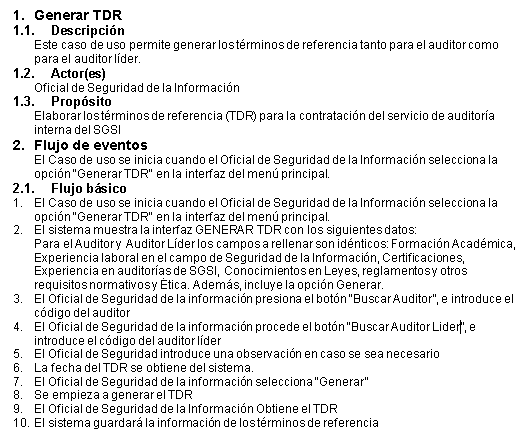 1. Generar TDR
1.1. Descripción
Este caso de uso permite generar los términos de referencia tanto para el auditor como
para el auditor líder.
1.2. Actor(es)
Oficial de Seguridad de la Información
1.3. Propósito
Elaborar los términos de referencia (TDR) para la contratación del servicio de auditoría
interna del SGSI
2. Flujo de eventos
El Caso de uso se inicia cuando el Oficial de Seguridad de la Información selecciona la
opción "Generar TDR" en la interfaz del menú principal.
2.1. Flujo básico
1. El Caso de uso se inicia cuando el Oficial de Seguridad de la Información selecciona la
opción "Generar TDR" en la interfaz del menú principal.
2. El sistema muestra la interfaz GENERAR TDR con los siguientes datos:
Para el Auditor y Auditor Líder los campos a rellenar son idénticos: Formación Académica,
Experiencia laboral en el campo de Seguridad de la Información, Certificaciones,
Experiencia en auditorías de SGSI, Conocimientos en Leyes, reglamentos y otros
requisitos normativos y Ética. Además, incluye la opción Generar.
3. El Oficial de Seguridad de la información presiona el botón "Buscar Auditor", e introduce el
código del auditor
4. El Oficial de Seguridad de la información procede el botón "Buscar Auditor Lider", e
introduce el código del auditor líder
5. El Oficial de Seguridad introduce una observación en caso se sea necesario
6. La fecha del TDR se obtiene del sistema.
7. El Oficial de Seguridad de la información selecciona "Generar"
8. Se empieza a generar el TDR
9. El Oficial de Seguridad de la Información Obtiene el TDR
10. El sistema guardará la información de los términos de referencia